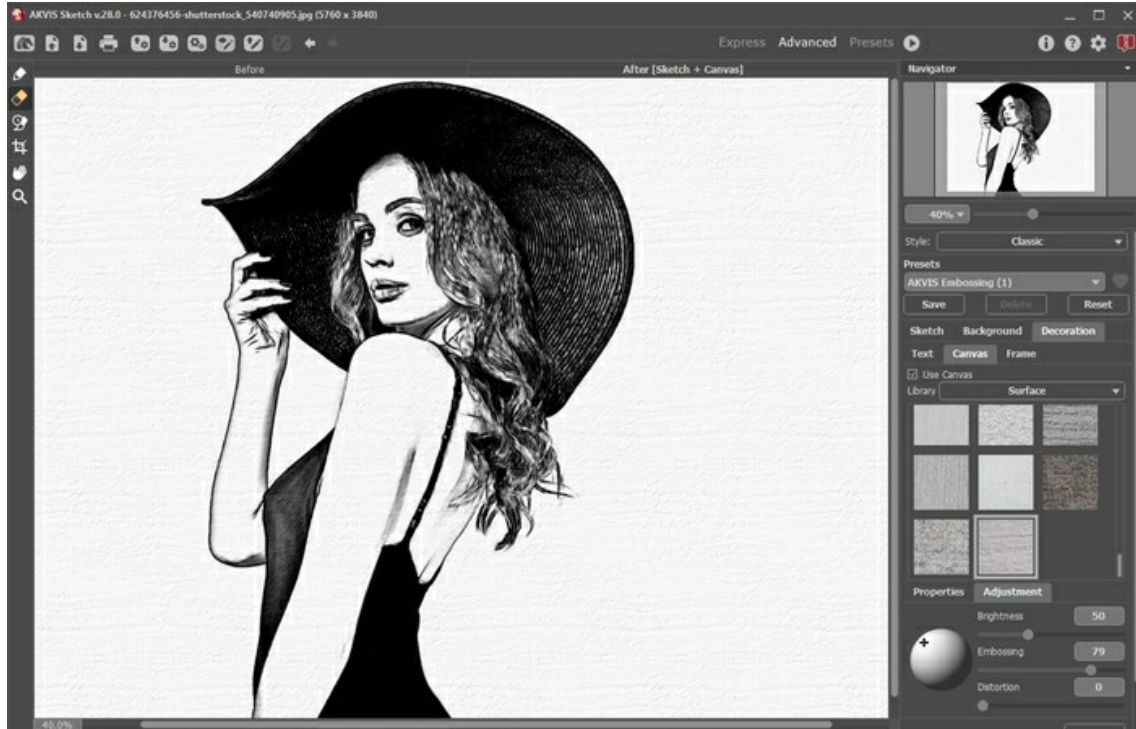 AKVIS Sketch v.28.0 - 624376456-shutterstock_540740905.jpg (5760 x 3840)
Express Advanced Presets
Before
After [Sketch + Canvas]
Navigator
40%
Style: Classic
Presets
AKVIS Embossing (1)
Save Delete Reset
Sketch Background Decoration
Text Canvas Frame
Use Canvas
Library Surface
Properties Adjustment
Brightness 50
Embossing 79
Distortion 0
40.0%